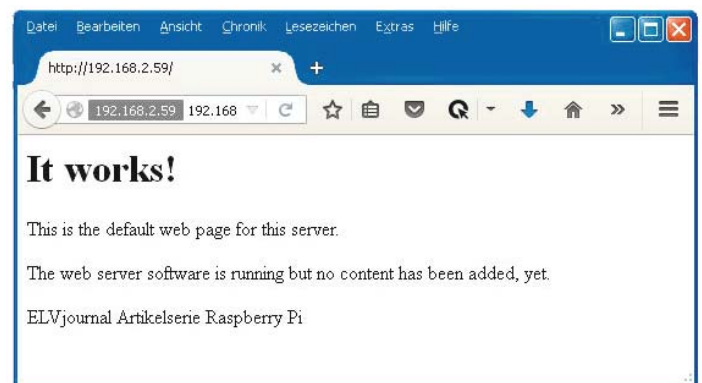 Datei Bearbeiten Ansicht Chronik Lesezeichen Extras Hilfe
http://192.168.2.59/
192.168.2.59 192.168
It works!
This is the default web page for this server.
The web server software is running but no content has been added, yet.
ELVjournal Artikelserie Raspberry Pi